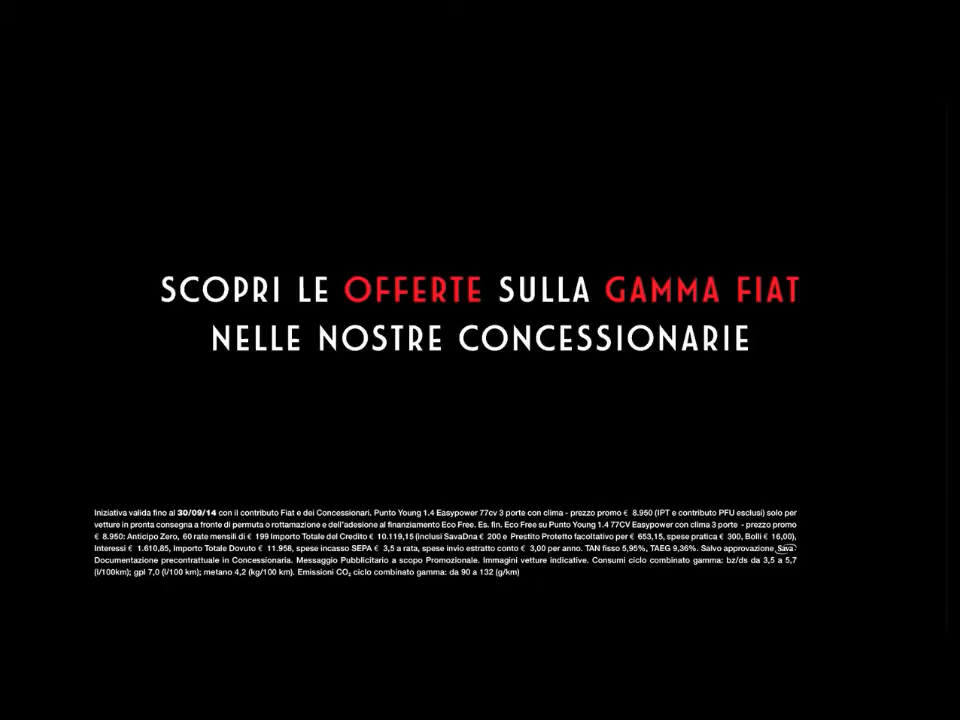 SCOPRI LE OFFERTE SULLA GAMMA FIAT
NELLE NOSTRE CONCESSIONARIE
Iniziativa valida fino al 30/09/14 con il contributo Fiat e dei Concessionari. Punto Young 1.4 Easypower 77cv 3 porte con clima - prezzo promo € 8.950 (IPT e contributo PFU esclusi) solo per
vetture in pronta consegna a fronte di permuta o rottamazione e dell'adesione al finanziamento Eco Free. Es. fin. Eco Free su Punto Young 1.4 77CV Easypower con clima 3 porte - prezzo promo
€ 8.950: Anticipo Zero, 60 rate mensili di € 199 Importo Totale del Credito € 10.119,15 (inclusi SavaDna € 200 e Prestito Protetto facoltativo per € 653,15, spese pratica € 300, Bolli € 16,00),
Interessi € 1.610,85, Importo Totale Dovuto € 11.958, spese incasso SEPA € 3,5 a rata, spese invio estratto conto € 3,00 per anno. TAN fisso 5,95%, TAEG 9,36%. Salvo approvazione Sava.
Documentazione precontrattuale in Concessionaria. Messaggio Pubblicitario a scopo Promozionale. Immagini vetture indicative. Consumi ciclo combinato gamma: bz/ds da 3,5 a 5,7
(l/100km); gpl 7,0 (l/100 km); metano 4,2 (kg/100 km). Emissioni CO₂ ciclo combinato gamma: da 90 a 132 (g/km)